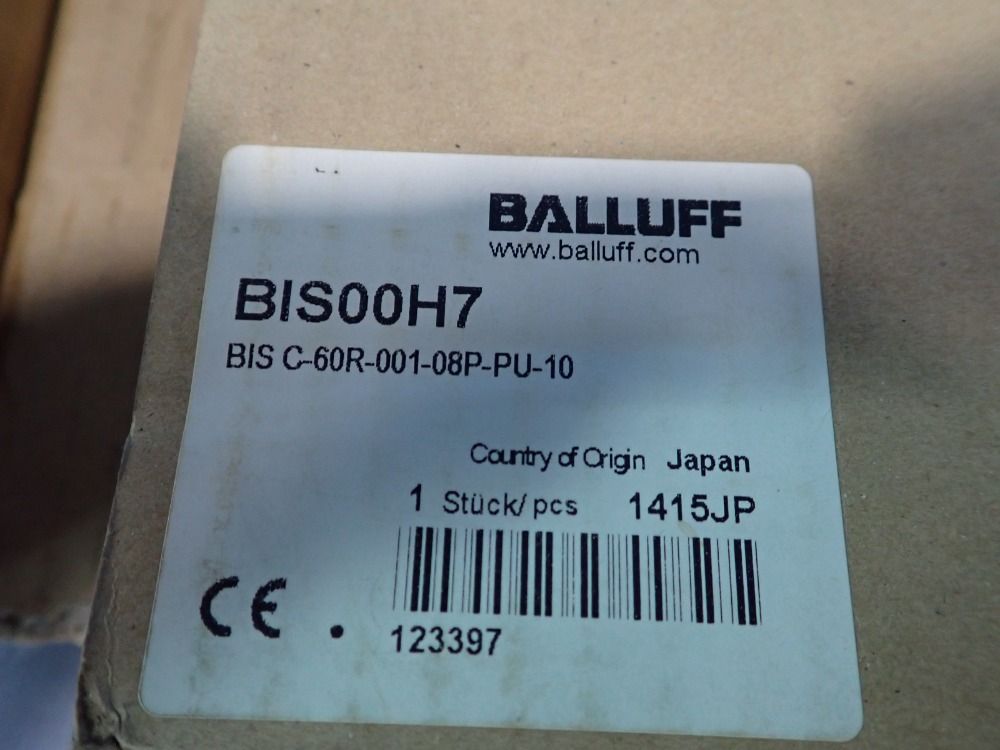 BALLUFF
www.balluff.com
BIS00H7
BIS C-60R-001-08P-PU-10
Country of Origin Japan
1 Stück/pcs 1415JP
CE
123397